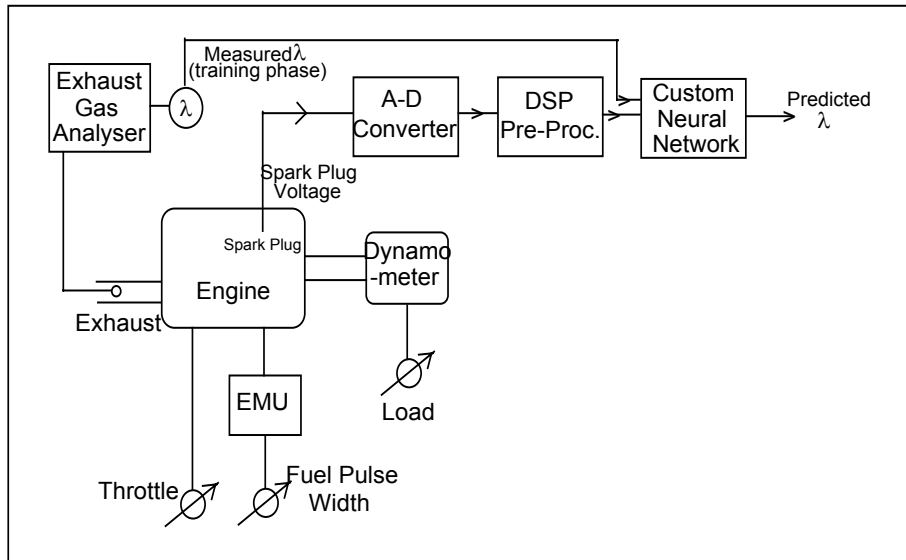 Measured λ
(training phase)
Exhaust
Gas
Analyser
λ
A-D
Converter
DSP
Pre-Proc.
Custom
Neural
Network
Predicted
λ
Spark Plug
Voltage
Spark Plug
Engine
Dynamo
-meter
Exhaust
EMU
Load
Throttle
Fuel Pulse
Width